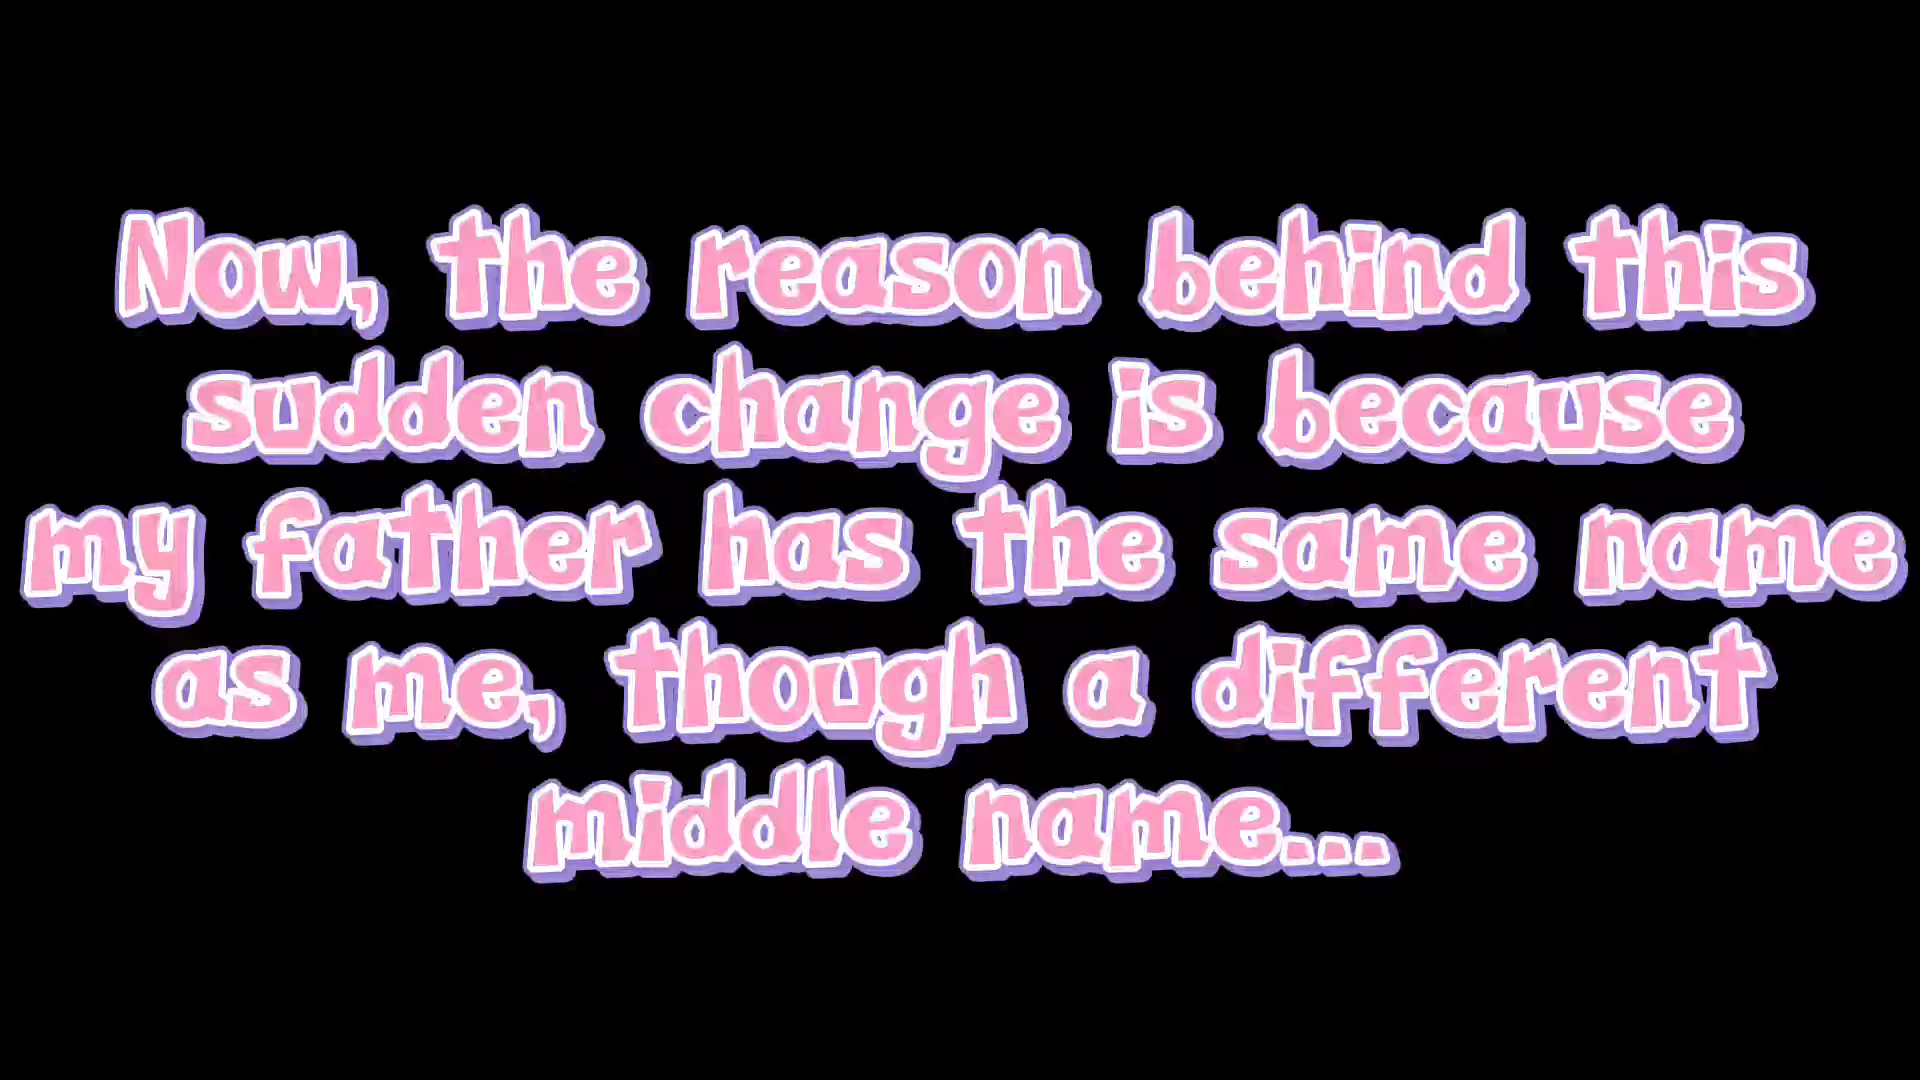 Now, the reason behind this
sudden change is because
my father has the same name
as me, though a different
middle name...